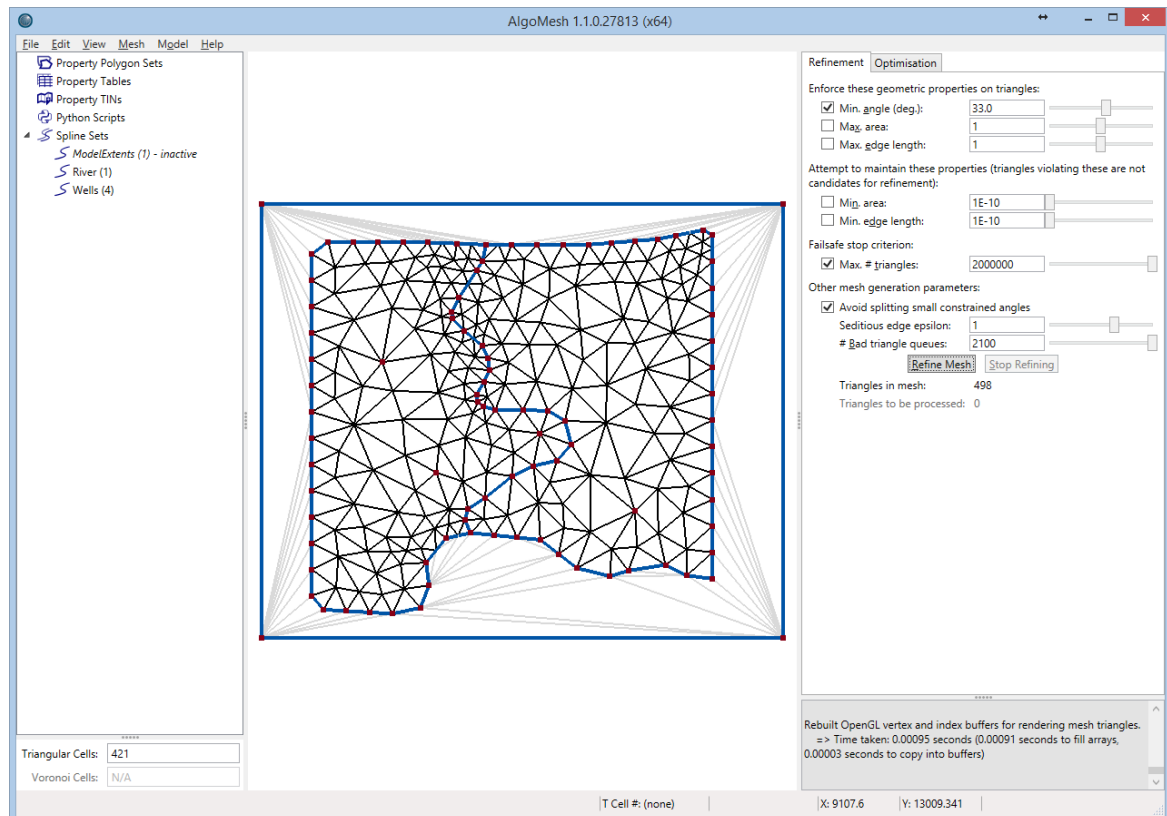 AlgoMesh 1.1.0.27813 (x64)
File Edit View Mesh Model Help
Property Polygon Sets
Property Tables
Property TINs
Python Scripts
Spline Sets
ModelExtents (1) - inactive
River (1)
Wells (4)
Triangular Cells: 421
Voronoi Cells: N/A
Refinement Optimisation
Enforce these geometric properties on triangles:
Min. angle (deg.): 33.0
Max. area: 1
Max. edge length: 1
Attempt to maintain these properties (triangles violating these are not
candidates for refinement):
Min. area: 1E-10
Min. edge length: 1E-10
Failsafe stop criterion:
Max. # triangles: 2000000
Other mesh generation parameters:
Avoid splitting small constrained angles
Seditious edge epsilon: 1
# Bad triangle queues: 2100
Refine Mesh Stop Refining
Triangles in mesh: 498
Triangles to be processed: 0
Rebuilt OpenGL vertex and index buffers for rendering mesh triangles.
=> Time taken: 0.00095 seconds (0.00091 seconds to fill arrays,
0.00003 seconds to copy into buffers)
T Cell #: (none) X: 9107.6 Y: 13009.341